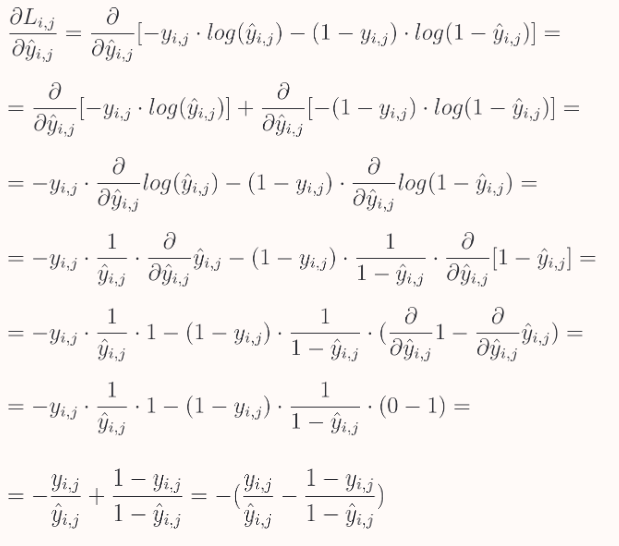 ∂L_{i,j}/∂ŷ_{i,j} = ∂/∂ŷ_{i,j}[−y_{i,j} · log(ŷ_{i,j}) − (1 − y_{i,j}) · log(1 − ŷ_{i,j})] =
= ∂/∂ŷ_{i,j}[−y_{i,j} · log(ŷ_{i,j})] + ∂/∂ŷ_{i,j}[−(1 − y_{i,j}) · log(1 − ŷ_{i,j})] =
= −y_{i,j} · ∂/∂ŷ_{i,j} log(ŷ_{i,j}) − (1 − y_{i,j}) · ∂/∂ŷ_{i,j} log(1 − ŷ_{i,j}) =
= −y_{i,j} · 1/ŷ_{i,j} · ∂/∂ŷ_{i,j} ŷ_{i,j} − (1 − y_{i,j}) · 1/(1 − ŷ_{i,j}) · ∂/∂ŷ_{i,j}[1 − ŷ_{i,j}] =
= −y_{i,j} · 1/ŷ_{i,j} · 1 − (1 − y_{i,j}) · 1/(1 − ŷ_{i,j}) · (∂/∂ŷ_{i,j} 1 − ∂/∂ŷ_{i,j} ŷ_{i,j}) =
= −y_{i,j} · 1/ŷ_{i,j} · 1 − (1 − y_{i,j}) · 1/(1 − ŷ_{i,j}) · (0 − 1) =
= −y_{i,j}/ŷ_{i,j} + (1 − y_{i,j})/(1 − ŷ_{i,j}) = −(y_{i,j}/ŷ_{i,j} − (1 − y_{i,j})/(1 − ŷ_{i,j}))